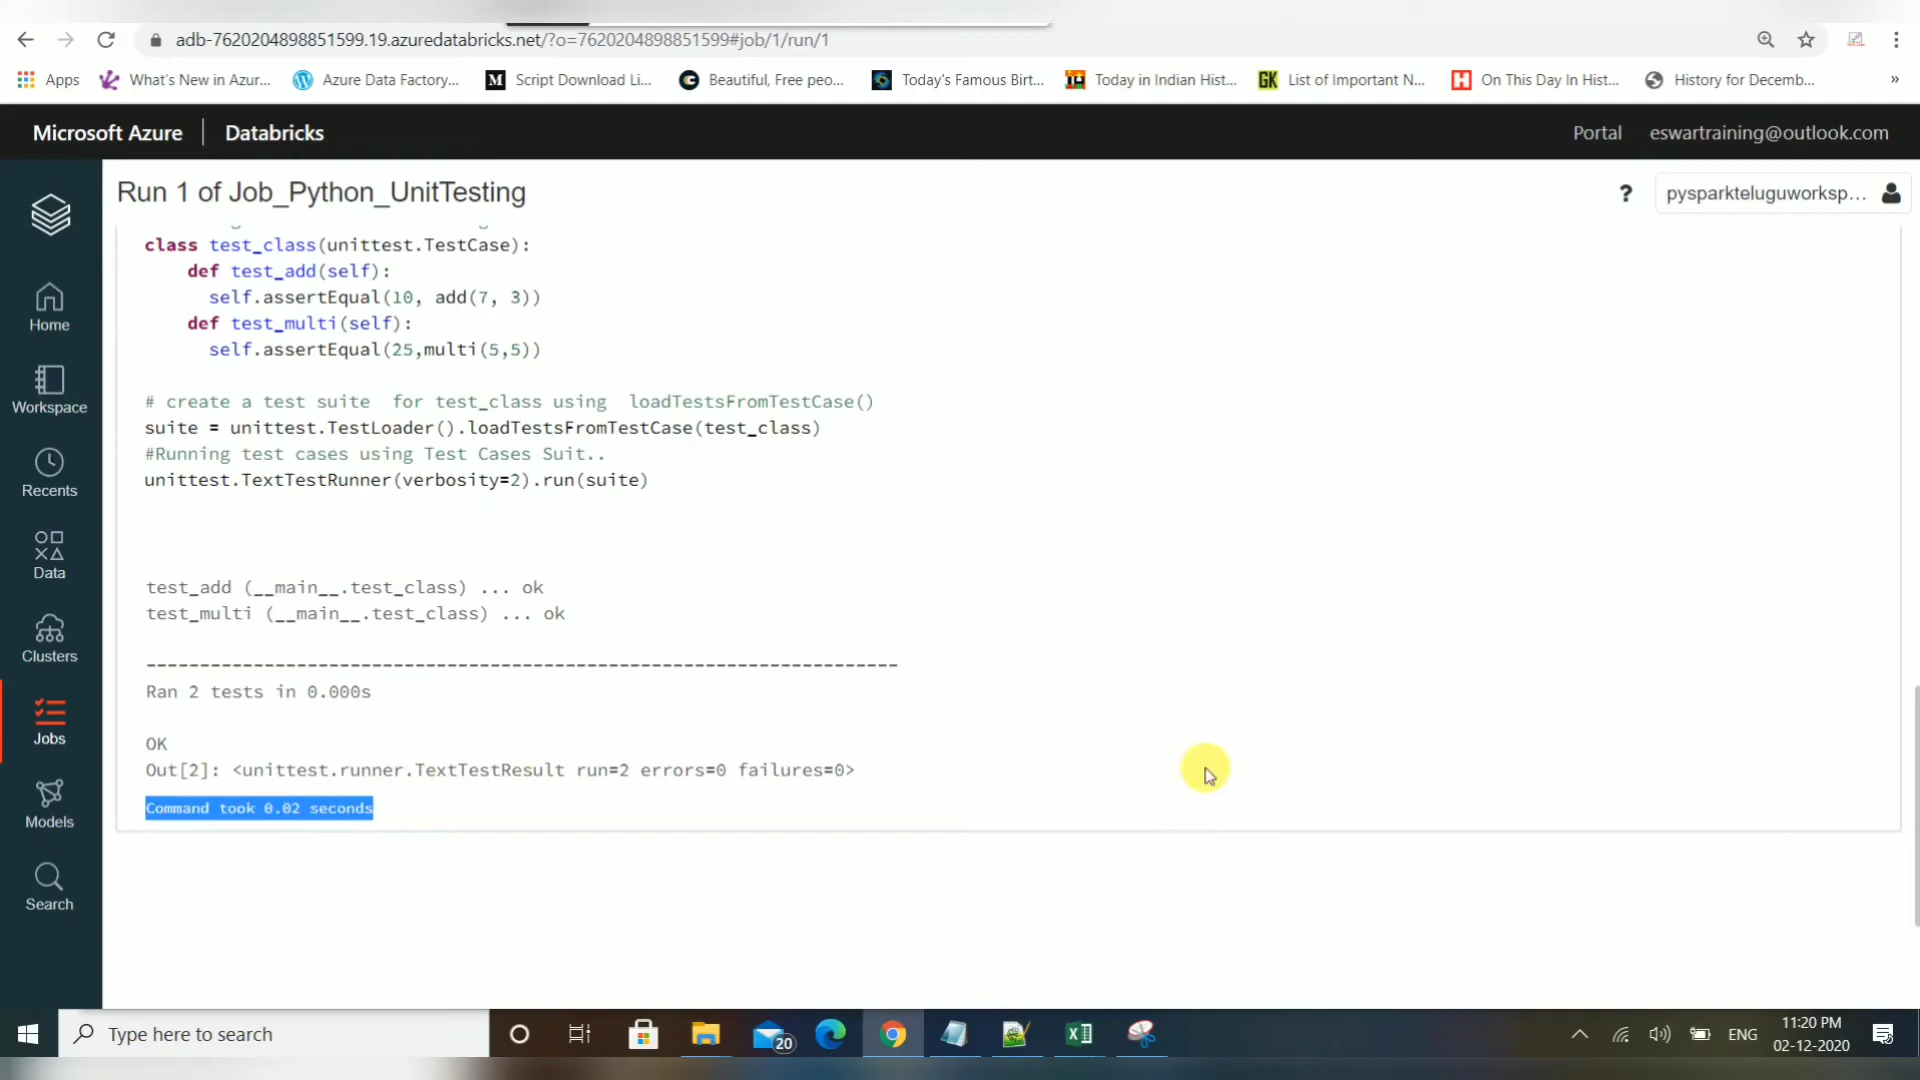 adb-7620204898851599.19.azuredatabricks.net/?o=7620204898851599#job/1/run/1
Apps What's New in Azur... Azure Data Factory... M Script Download Li... Beautiful, Free peo... Today's Famous Birt... Today in Indian Hist... GK List of Important N... H On This Day In Hist... History for Decemb... »
Microsoft Azure | Databricks Portal eswartraining@outlook.com
Run 1 of Job_Python_UnitTesting ? pysparkteluguworksp...
class test_class(unittest.TestCase):
def test_add(self):
self.assertEqual(10, add(7, 3))
def test_multi(self):
self.assertEqual(25,multi(5,5))
# create a test suite  for test_class using  loadTestsFromTestCase()
suite = unittest.TestLoader().loadTestsFromTestCase(test_class)
#Running test cases using Test Cases Suit..
unittest.TextTestRunner(verbosity=2).run(suite)
test_add (__main__.test_class) ... ok
test_multi (__main__.test_class) ... ok
----------------------------------------------------------------------
Ran 2 tests in 0.000s
OK
Out[2]: <unittest.runner.TextTestResult run=2 errors=0 failures=0>
Command took 0.02 seconds
Home
Workspace
Recents
Data
Clusters
Jobs
Models
Search
Type here to search
20
ENG
11:20 PM
02-12-2020